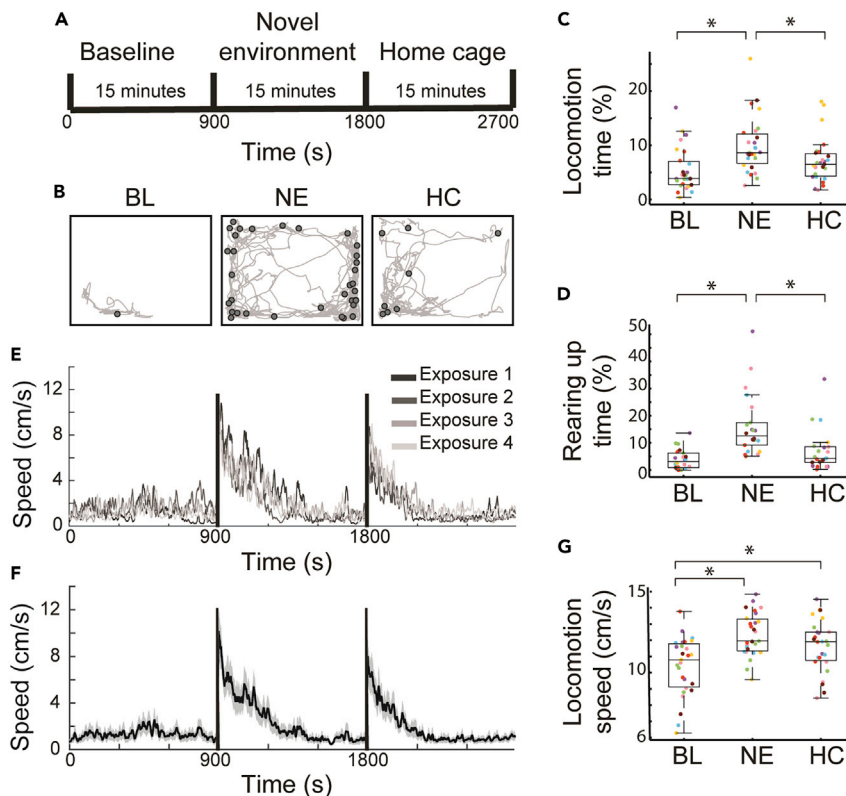 A
Baseline
Novel
environment
Home cage
15 minutes 15 minutes 15 minutes
0 900 1800 2700
Time (s)
B
BL NE HC
E
Speed (cm/s)
12
8
4
0
Exposure 1
Exposure 2
Exposure 3
Exposure 4
900 1800
Time (s)
F
Speed (cm/s)
12
8
4
0
900 1800
Time (s)
C
* *
Locomotion
time (%)
20
10
0
BL NE HC
D
* *
Rearing up
time (%)
50
40
30
20
10
0
BL NE HC
G
*
*
Locomotion
speed (cm/s)
15
10
6
BL NE HC